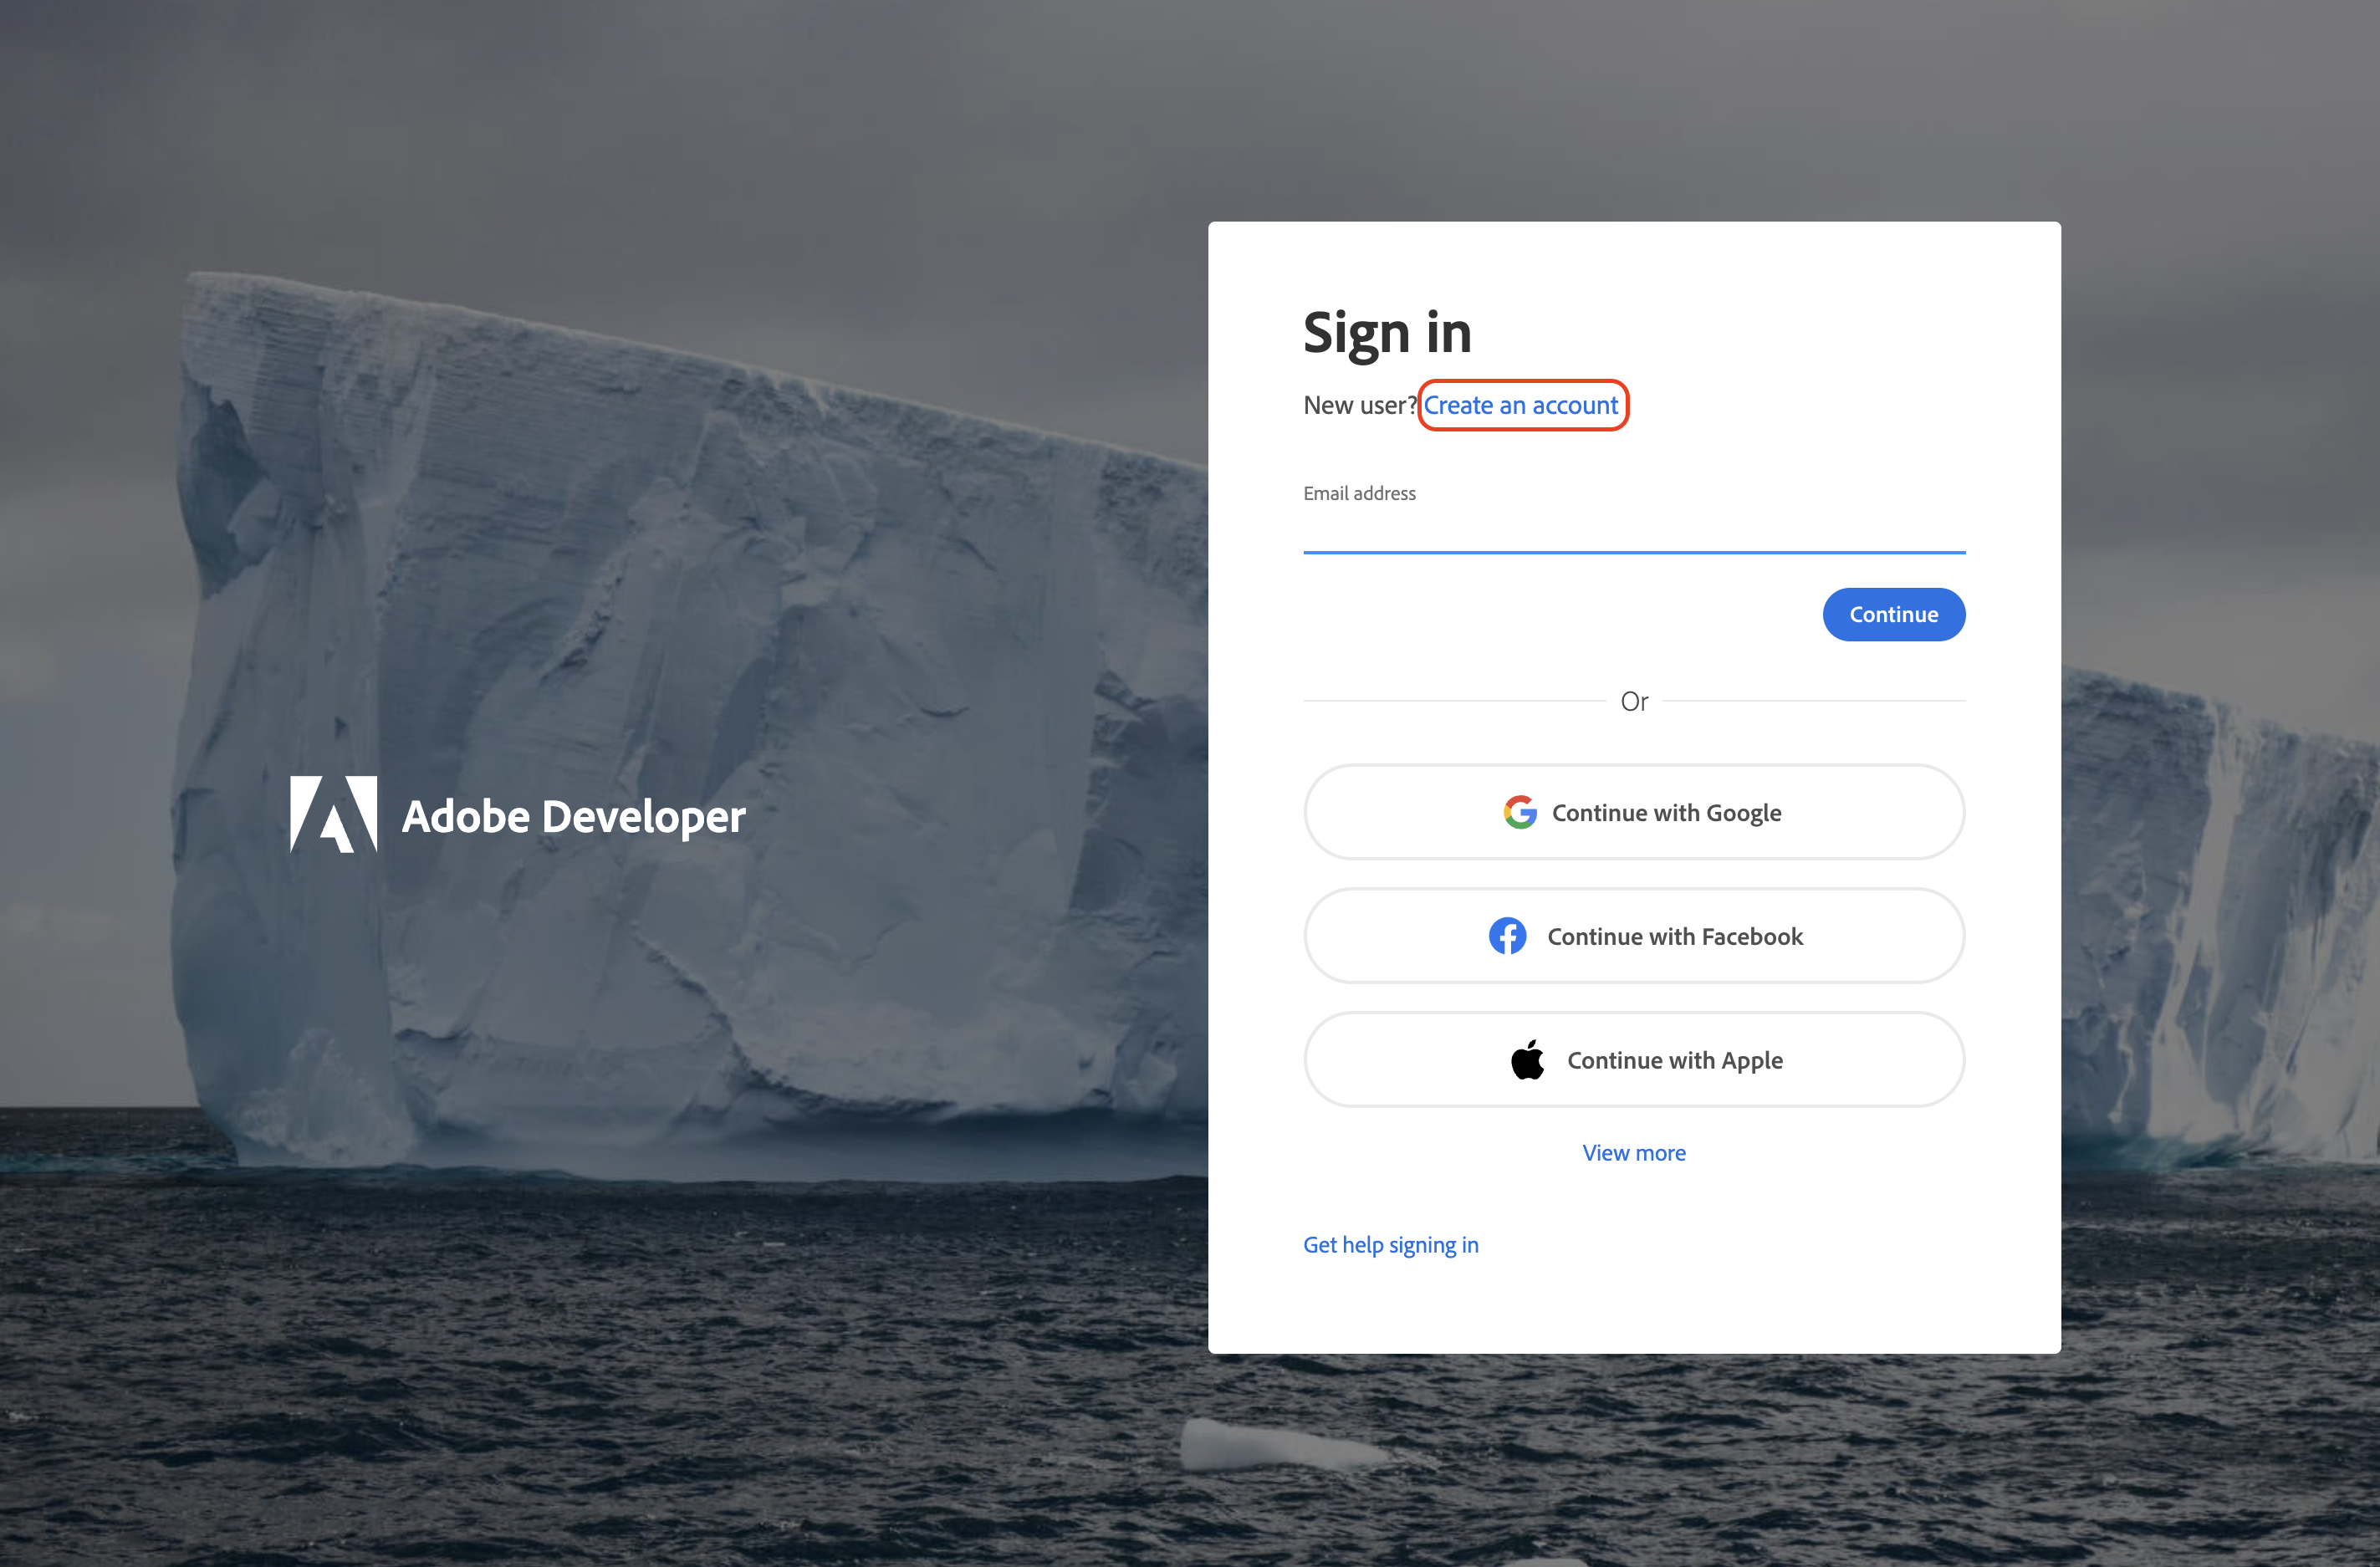 Sign in
New user? Create an account
Email address
Continue
Or
Continue with Google
Continue with Facebook
Continue with Apple
View more
Get help signing in
Adobe Developer